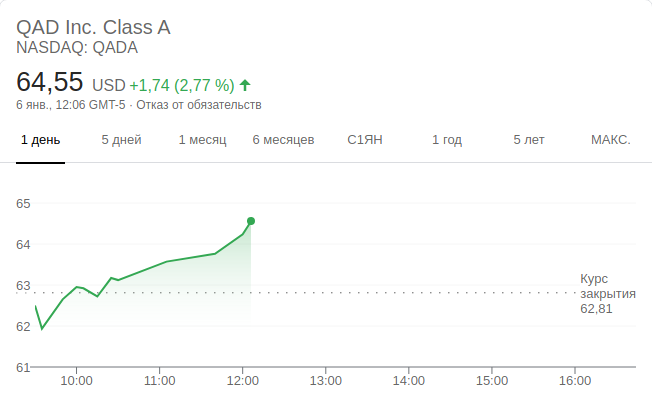 QAD Inc. Class A
NASDAQ: QADA
64,55 USD +1,74 (2,77 %)
6 янв., 12:06 GMT-5 · Отказ от обязательств
1 день 5 дней 1 месяц 6 месяцев С1ЯН 1 год 5 лет МАКС.
65
64
63
62
61
Курс
закрытия
62,81
10:00 11:00 12:00 13:00 14:00 15:00 16:00